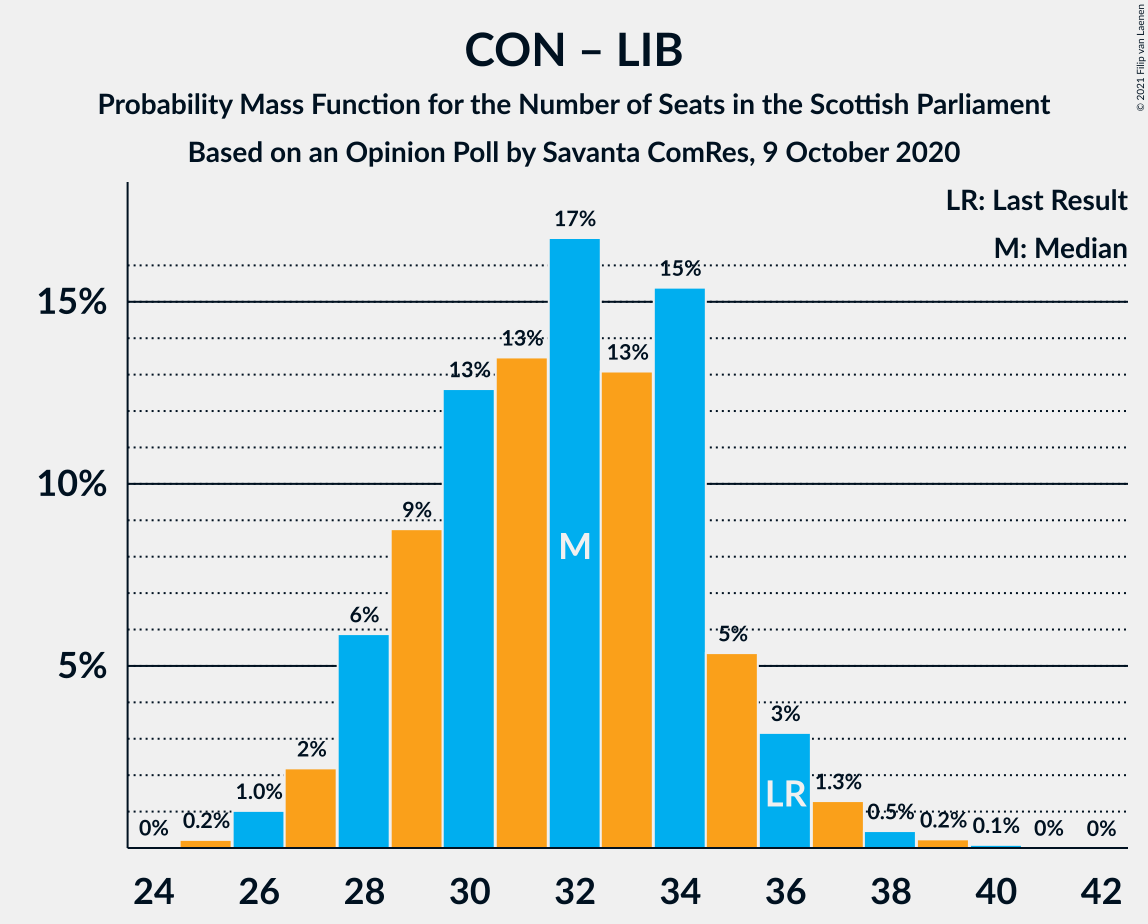 CON – LIB
Probability Mass Function for the Number of Seats in the Scottish Parliament
Based on an Opinion Poll by Savanta ComRes, 9 October 2020
© 2021 Filip van Laenen
LR: Last Result
M: Median
15%
10%
5%
0%
0.2%
1.0%
2%
6%
9%
13%
13%
17%
13%
15%
5%
3%
1.3%
0.5%
0.2%
0.1%
0%
0%
M
LR
24 26 28 30 32 34 36 38 40 42